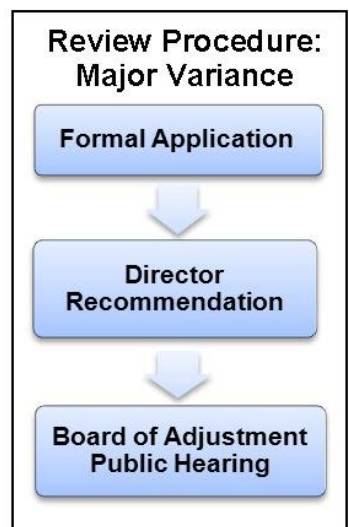 Review Procedure:
Major Variance
Formal Application
Director
Recommendation
Board of Adjustment
Public Hearing